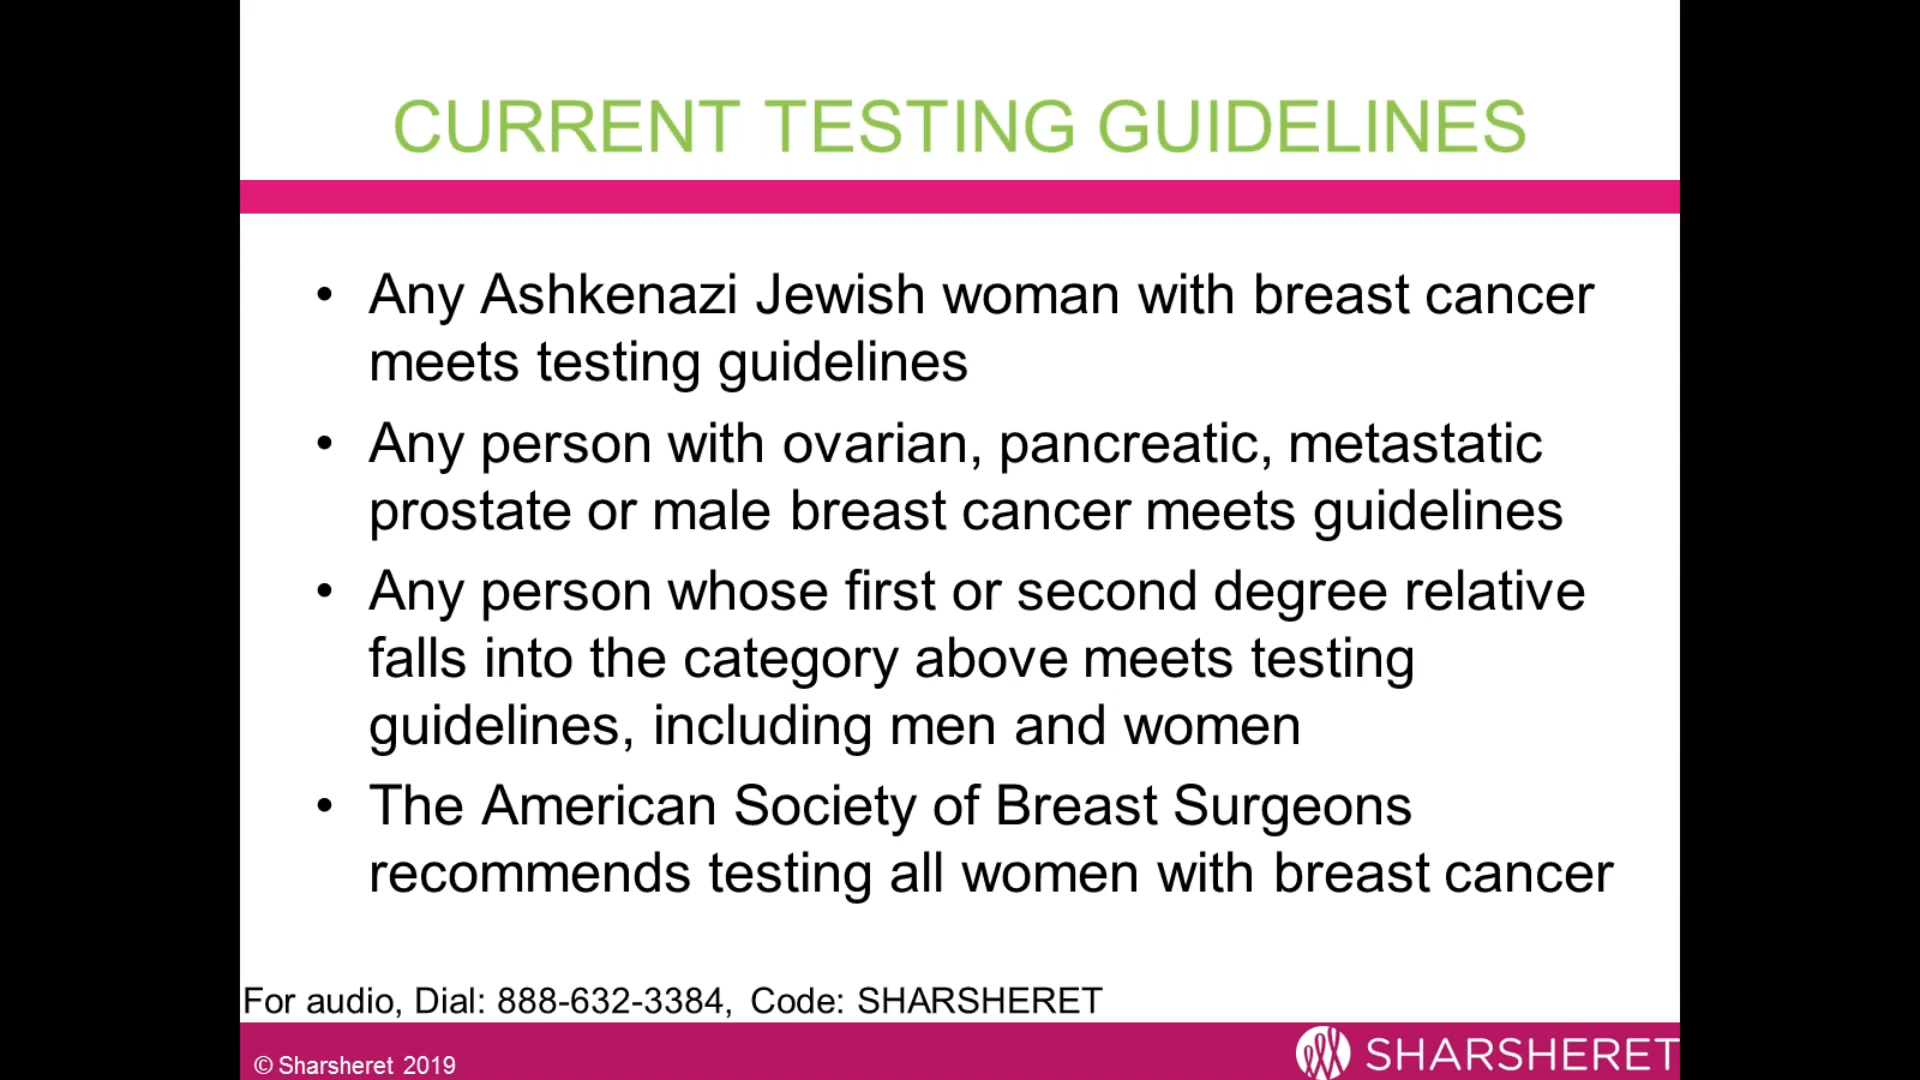 CURRENT TESTING GUIDELINES
• Any Ashkenazi Jewish woman with breast cancer
meets testing guidelines
• Any person with ovarian, pancreatic, metastatic
prostate or male breast cancer meets guidelines
• Any person whose first or second degree relative
falls into the category above meets testing
guidelines, including men and women
• The American Society of Breast Surgeons
recommends testing all women with breast cancer
For audio, Dial: 888-632-3384, Code: SHARSHERET
© Sharsheret 2019
SHARSHERET